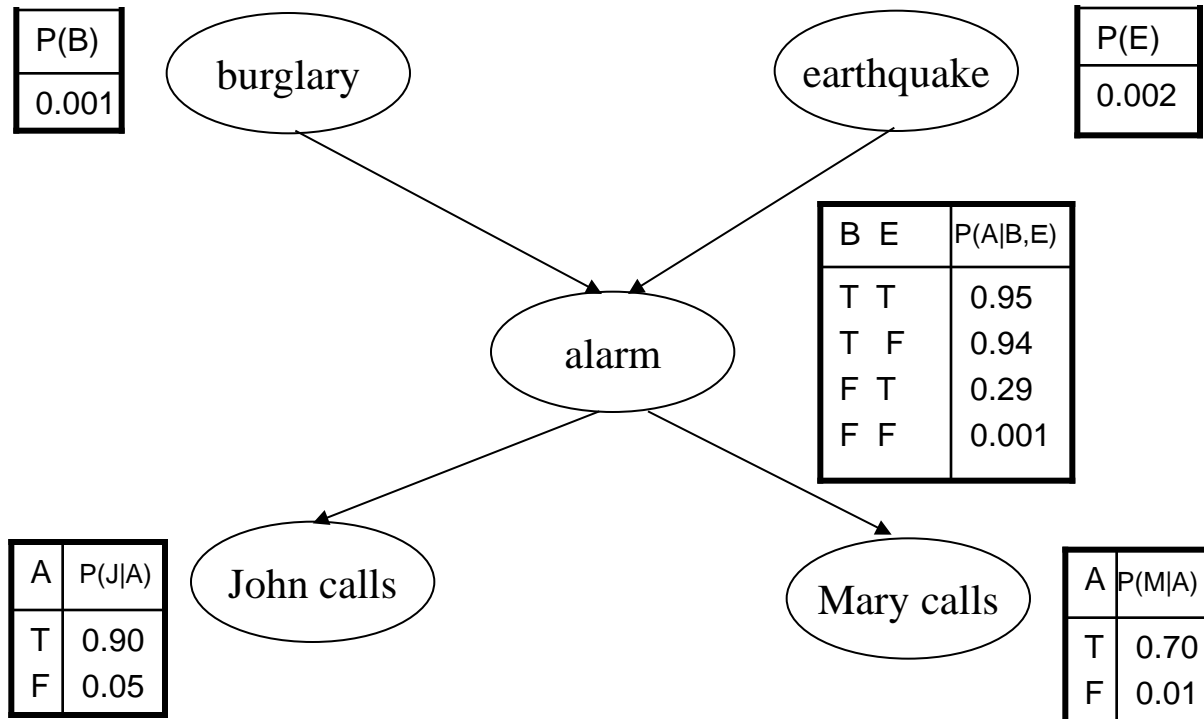 P(B)
0.001
burglary
earthquake
P(E)
0.002
B E P(A|B,E)
T T 0.95
T F 0.94
F T 0.29
F F 0.001
alarm
A P(J|A)
T 0.90
F 0.05
John calls
Mary calls
A P(M|A)
T 0.70
F 0.01